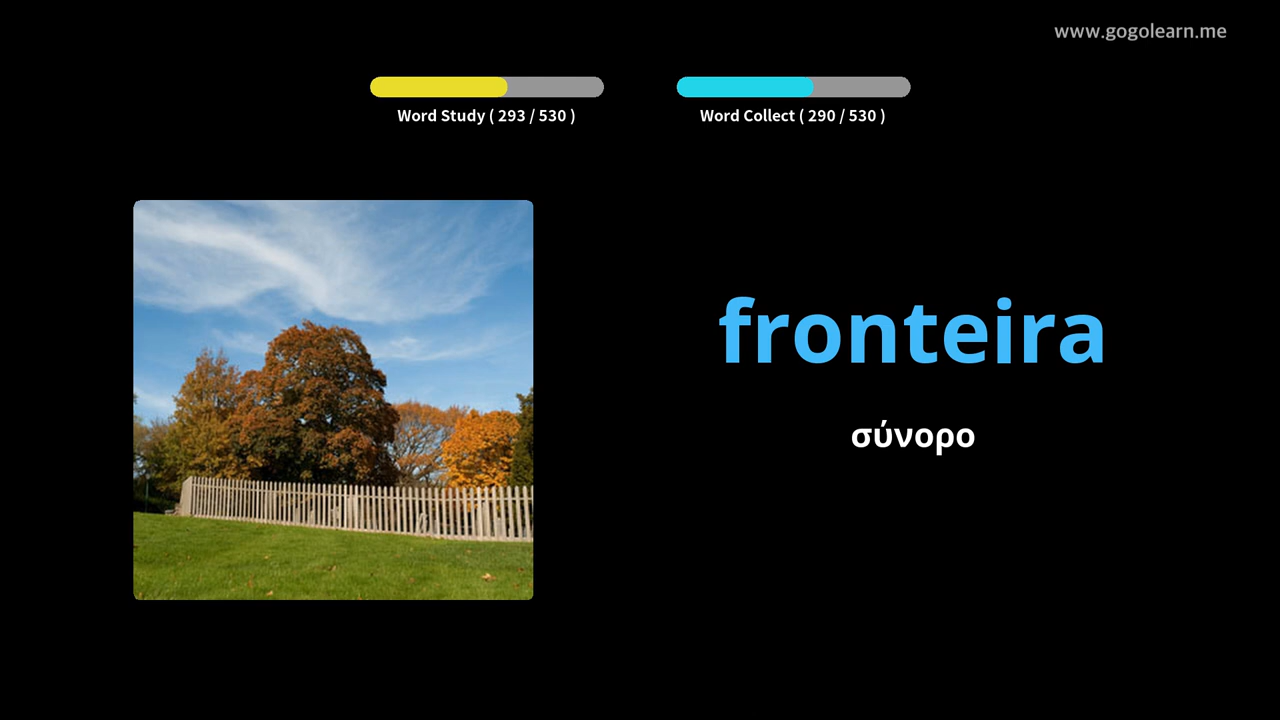 www.gogolearn.me
Word Study ( 293 / 530 )
Word Collect ( 290 / 530 )
fronteira
σύνορο